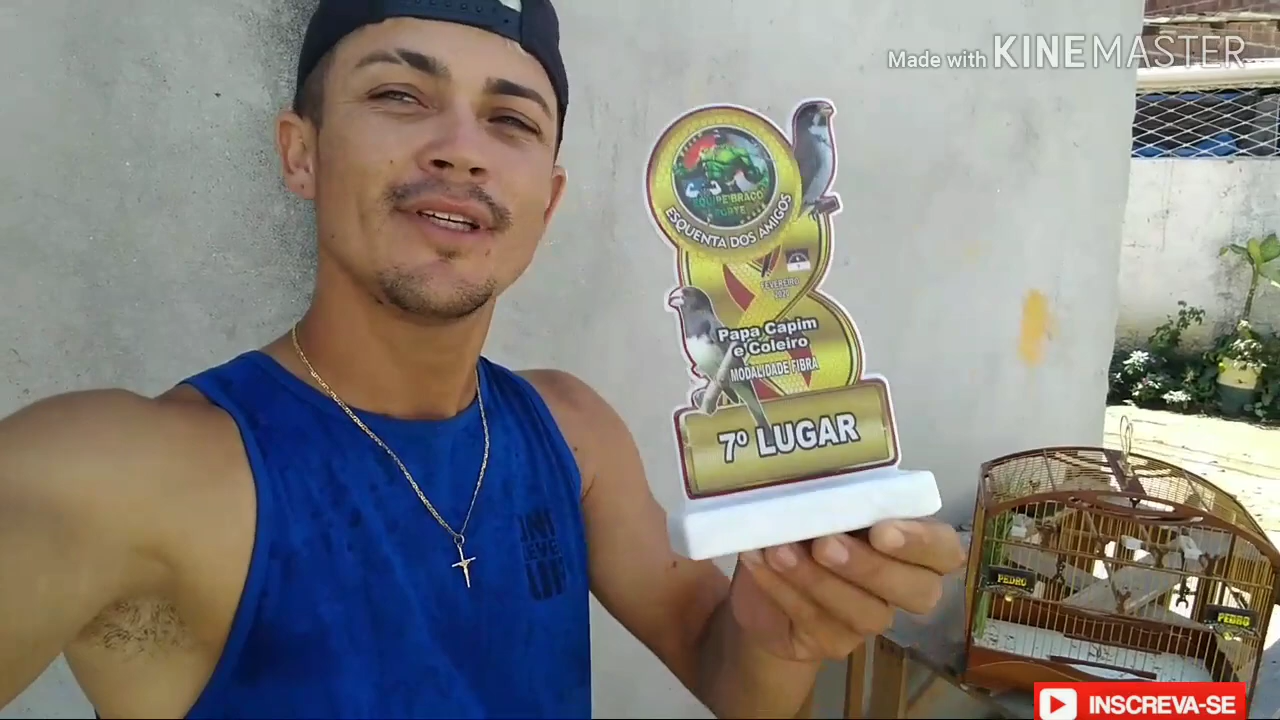 Made with KINEMASTER
EQUIPE BRAÇO
FORTE
ESQUENTA DOS AMIGOS
FEVEREIRO
2020
Papa Capim
e Coleiro
MODALIDADE FIBRA
7º LUGAR
PEDRO
PEDRO
INSCREVA-SE